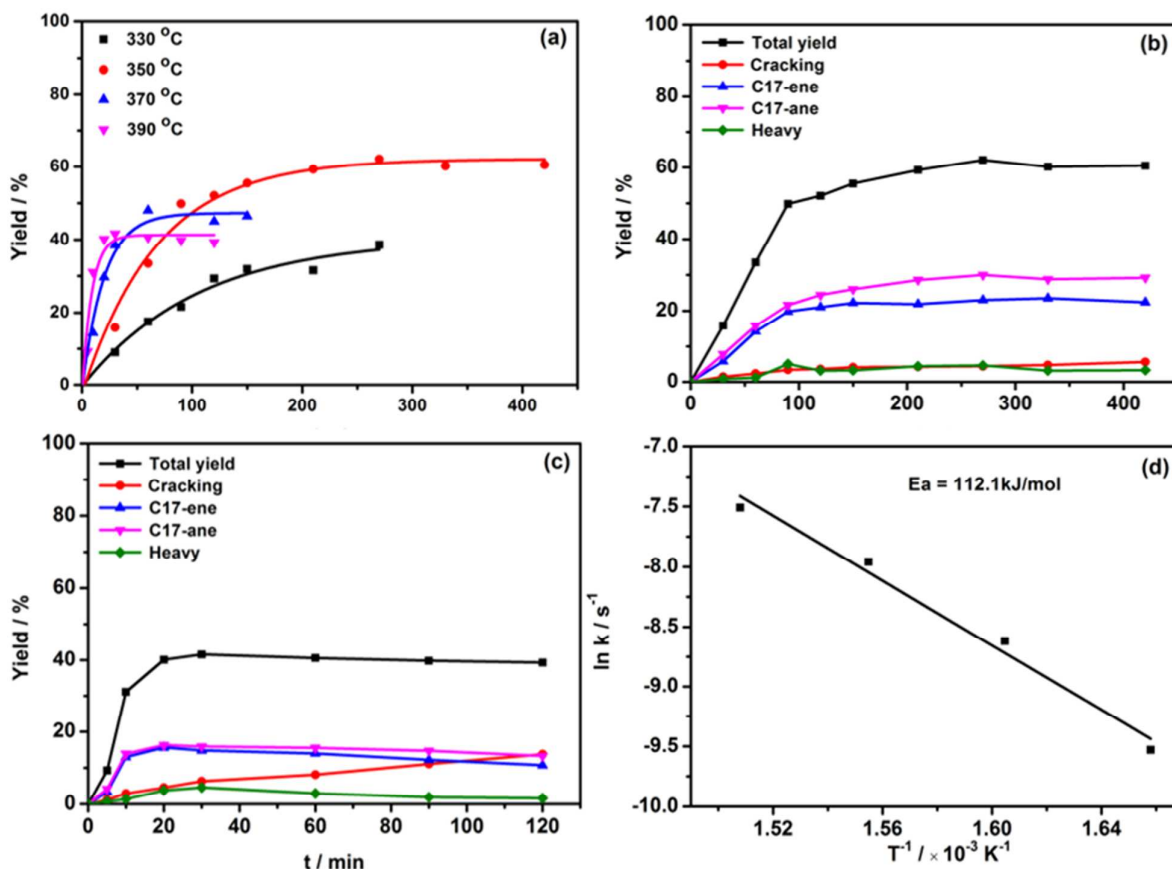 (a)
330 °C
350 °C
370 °C
390 °C
Yield / %
100
80
60
40
20
0
0 100 200 300 400
(b)
Total yield
Cracking
C17-ene
C17-ane
Heavy
Yield / %
100
80
60
40
20
0
0 100 200 300 400
(c)
Total yield
Cracking
C17-ene
C17-ane
Heavy
Yield / %
100
80
60
40
20
0
0 20 40 60 80 100 120
t / min
(d)
Ea = 112.1kJ/mol
ln k / s⁻¹
-7.0
-7.5
-8.0
-8.5
-9.0
-9.5
-10.0
1.52 1.56 1.60 1.64
T⁻¹ / × 10⁻³ K⁻¹